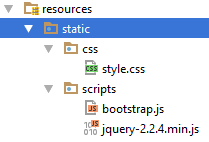 resources
static
css
style.css
scripts
bootstrap.js
jquery-2.2.4.min.js